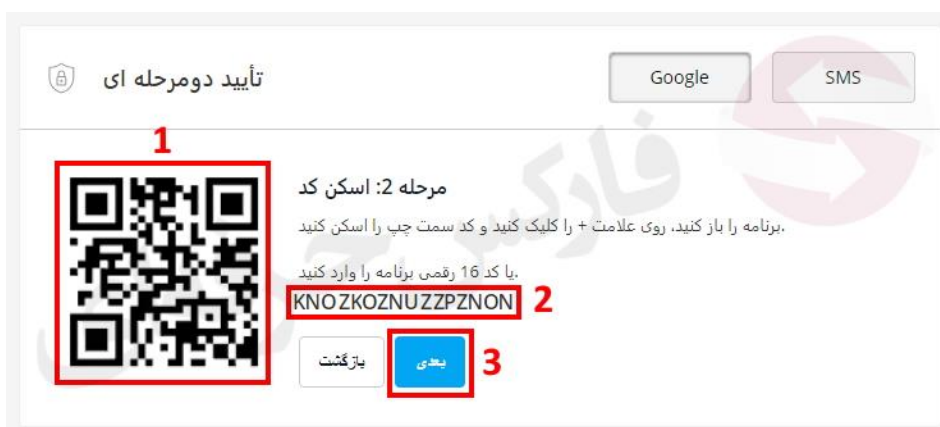 تأیید دومرحله ای
Google
SMS
1
مرحله 2: اسکن کد
برنامه را باز کنید، روی علامت + را کلیک کنید و کد سمت چپ را اسکن کنید.
یا کد 16 رقمی برنامه را وارد کنید.
KNOZKOZNUZZPZNON
2
بعدی
بازگشت
3